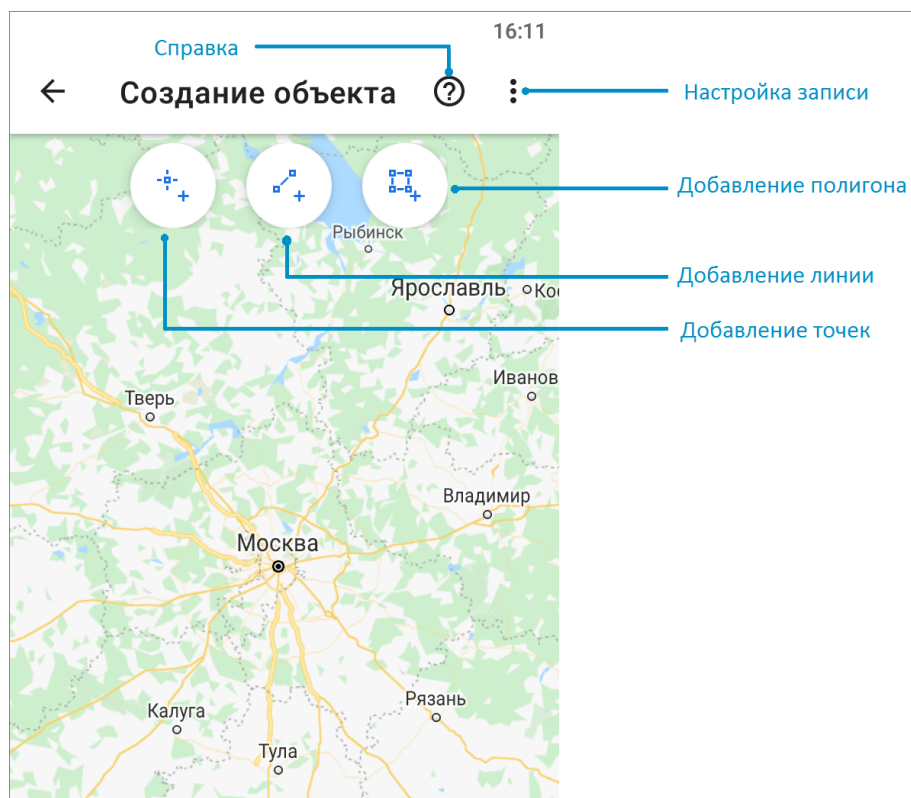 16:11
Справка
Создание объекта
Настройка записи
Добавление полигона
Рыбинск
Добавление линии
Ярославль
Ко
Добавление точек
Иванов
Тверь
Владимир
Москва
Рязань
Калуга
Тула